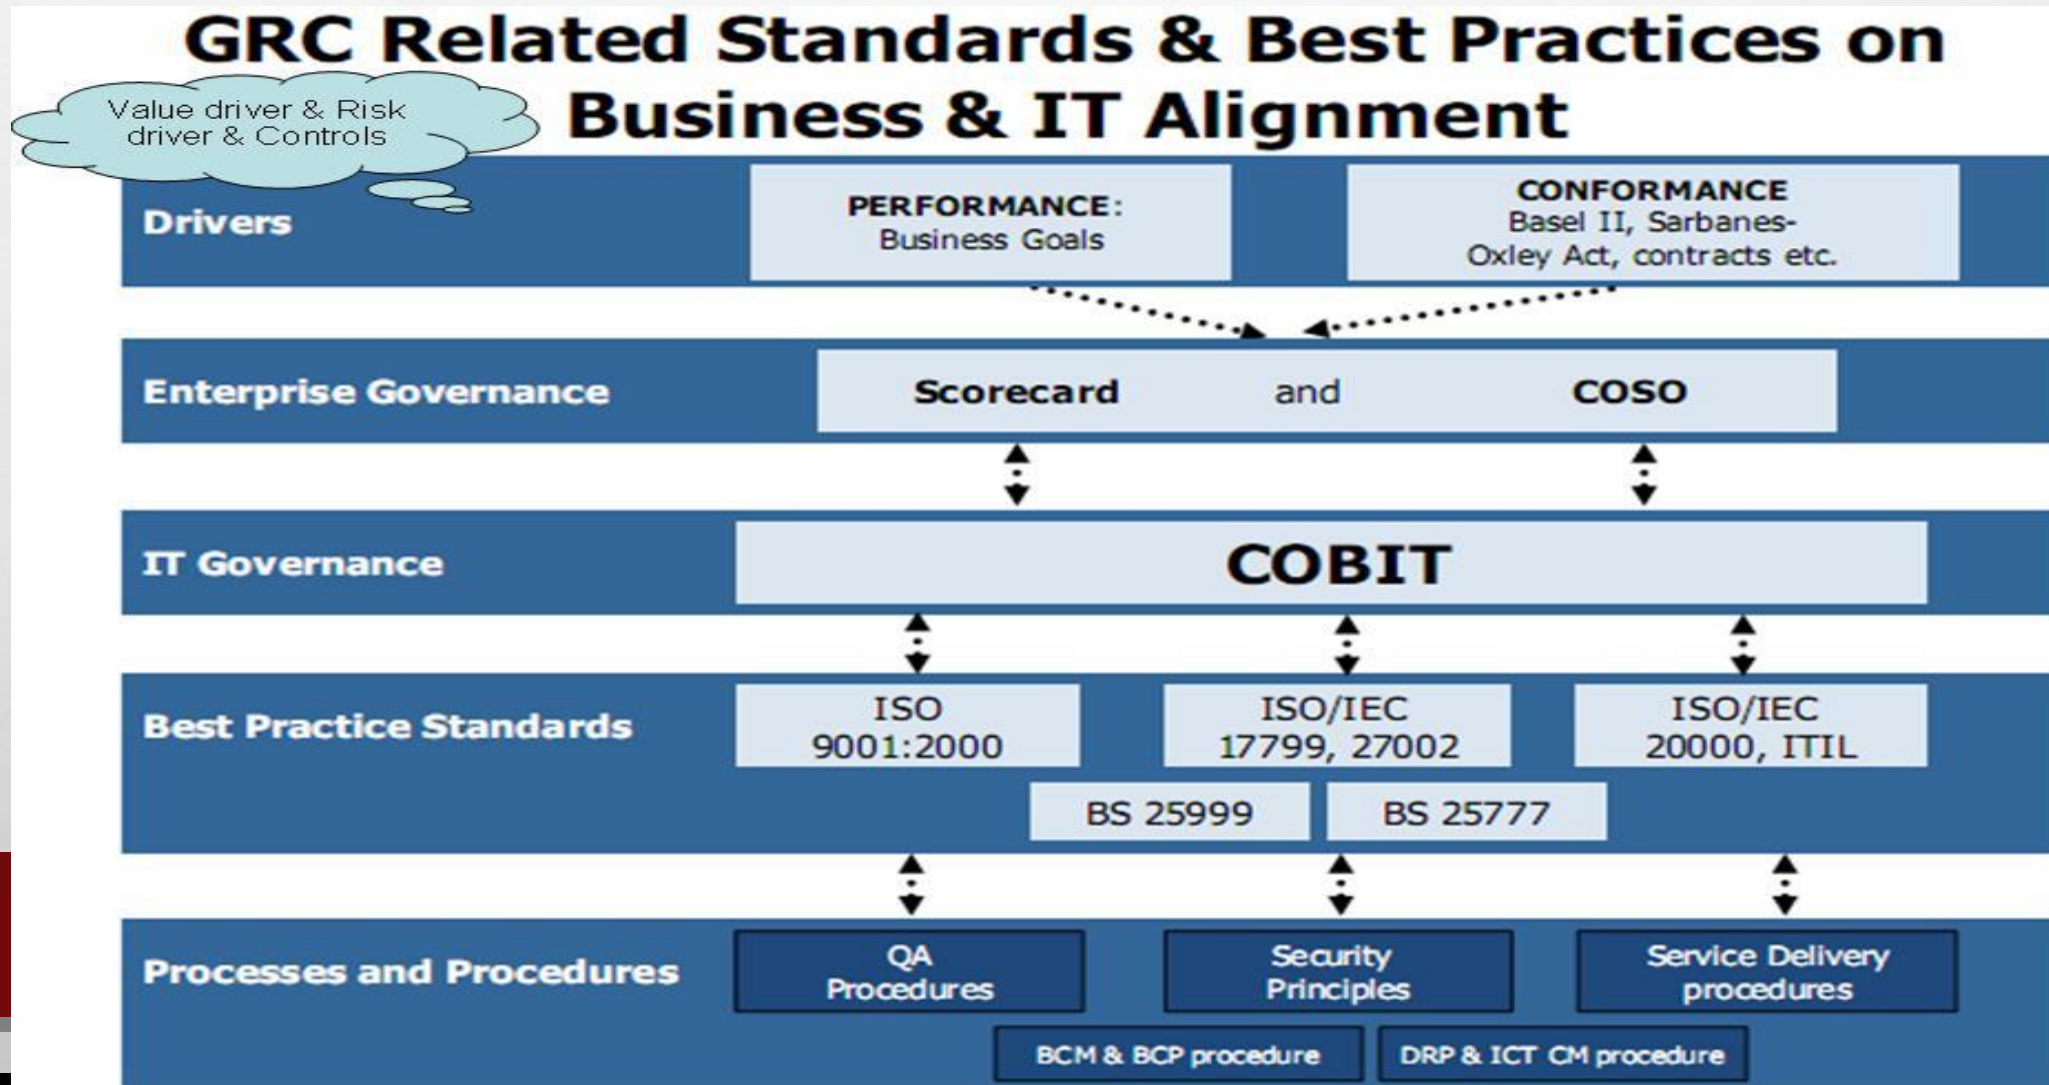 GRC Related Standards & Best Practices on
Business & IT Alignment
Value driver & Risk
driver & Controls
Drivers
PERFORMANCE:
Business Goals
CONFORMANCE
Basel II, Sarbanes-
Oxley Act, contracts etc.
Enterprise Governance
Scorecard and COSO
IT Governance
COBIT
Best Practice Standards
ISO
9001:2000
ISO/IEC
17799, 27002
ISO/IEC
20000, ITIL
BS 25999
BS 25777
Processes and Procedures
QA
Procedures
Security
Principles
Service Delivery
procedures
BCM & BCP procedure
DRP & ICT CM procedure